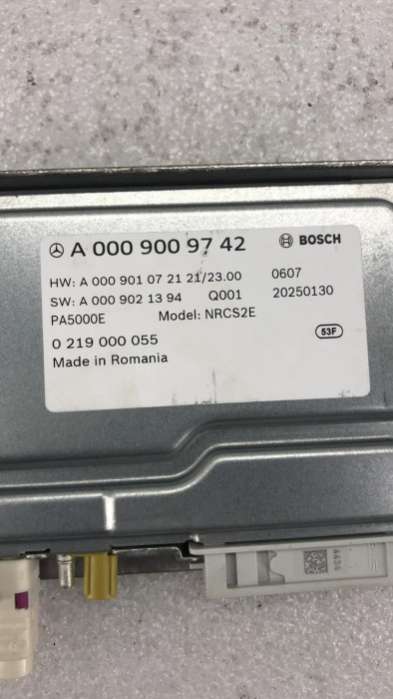 A 000 900 97 42 BOSCH
HW: A 000 901 07 21 21/23.00 0607
SW: A 000 902 13 94 Q001 20250130
PA5000E Model: NRCS2E
53F
0 219 000 055
Made in Romania